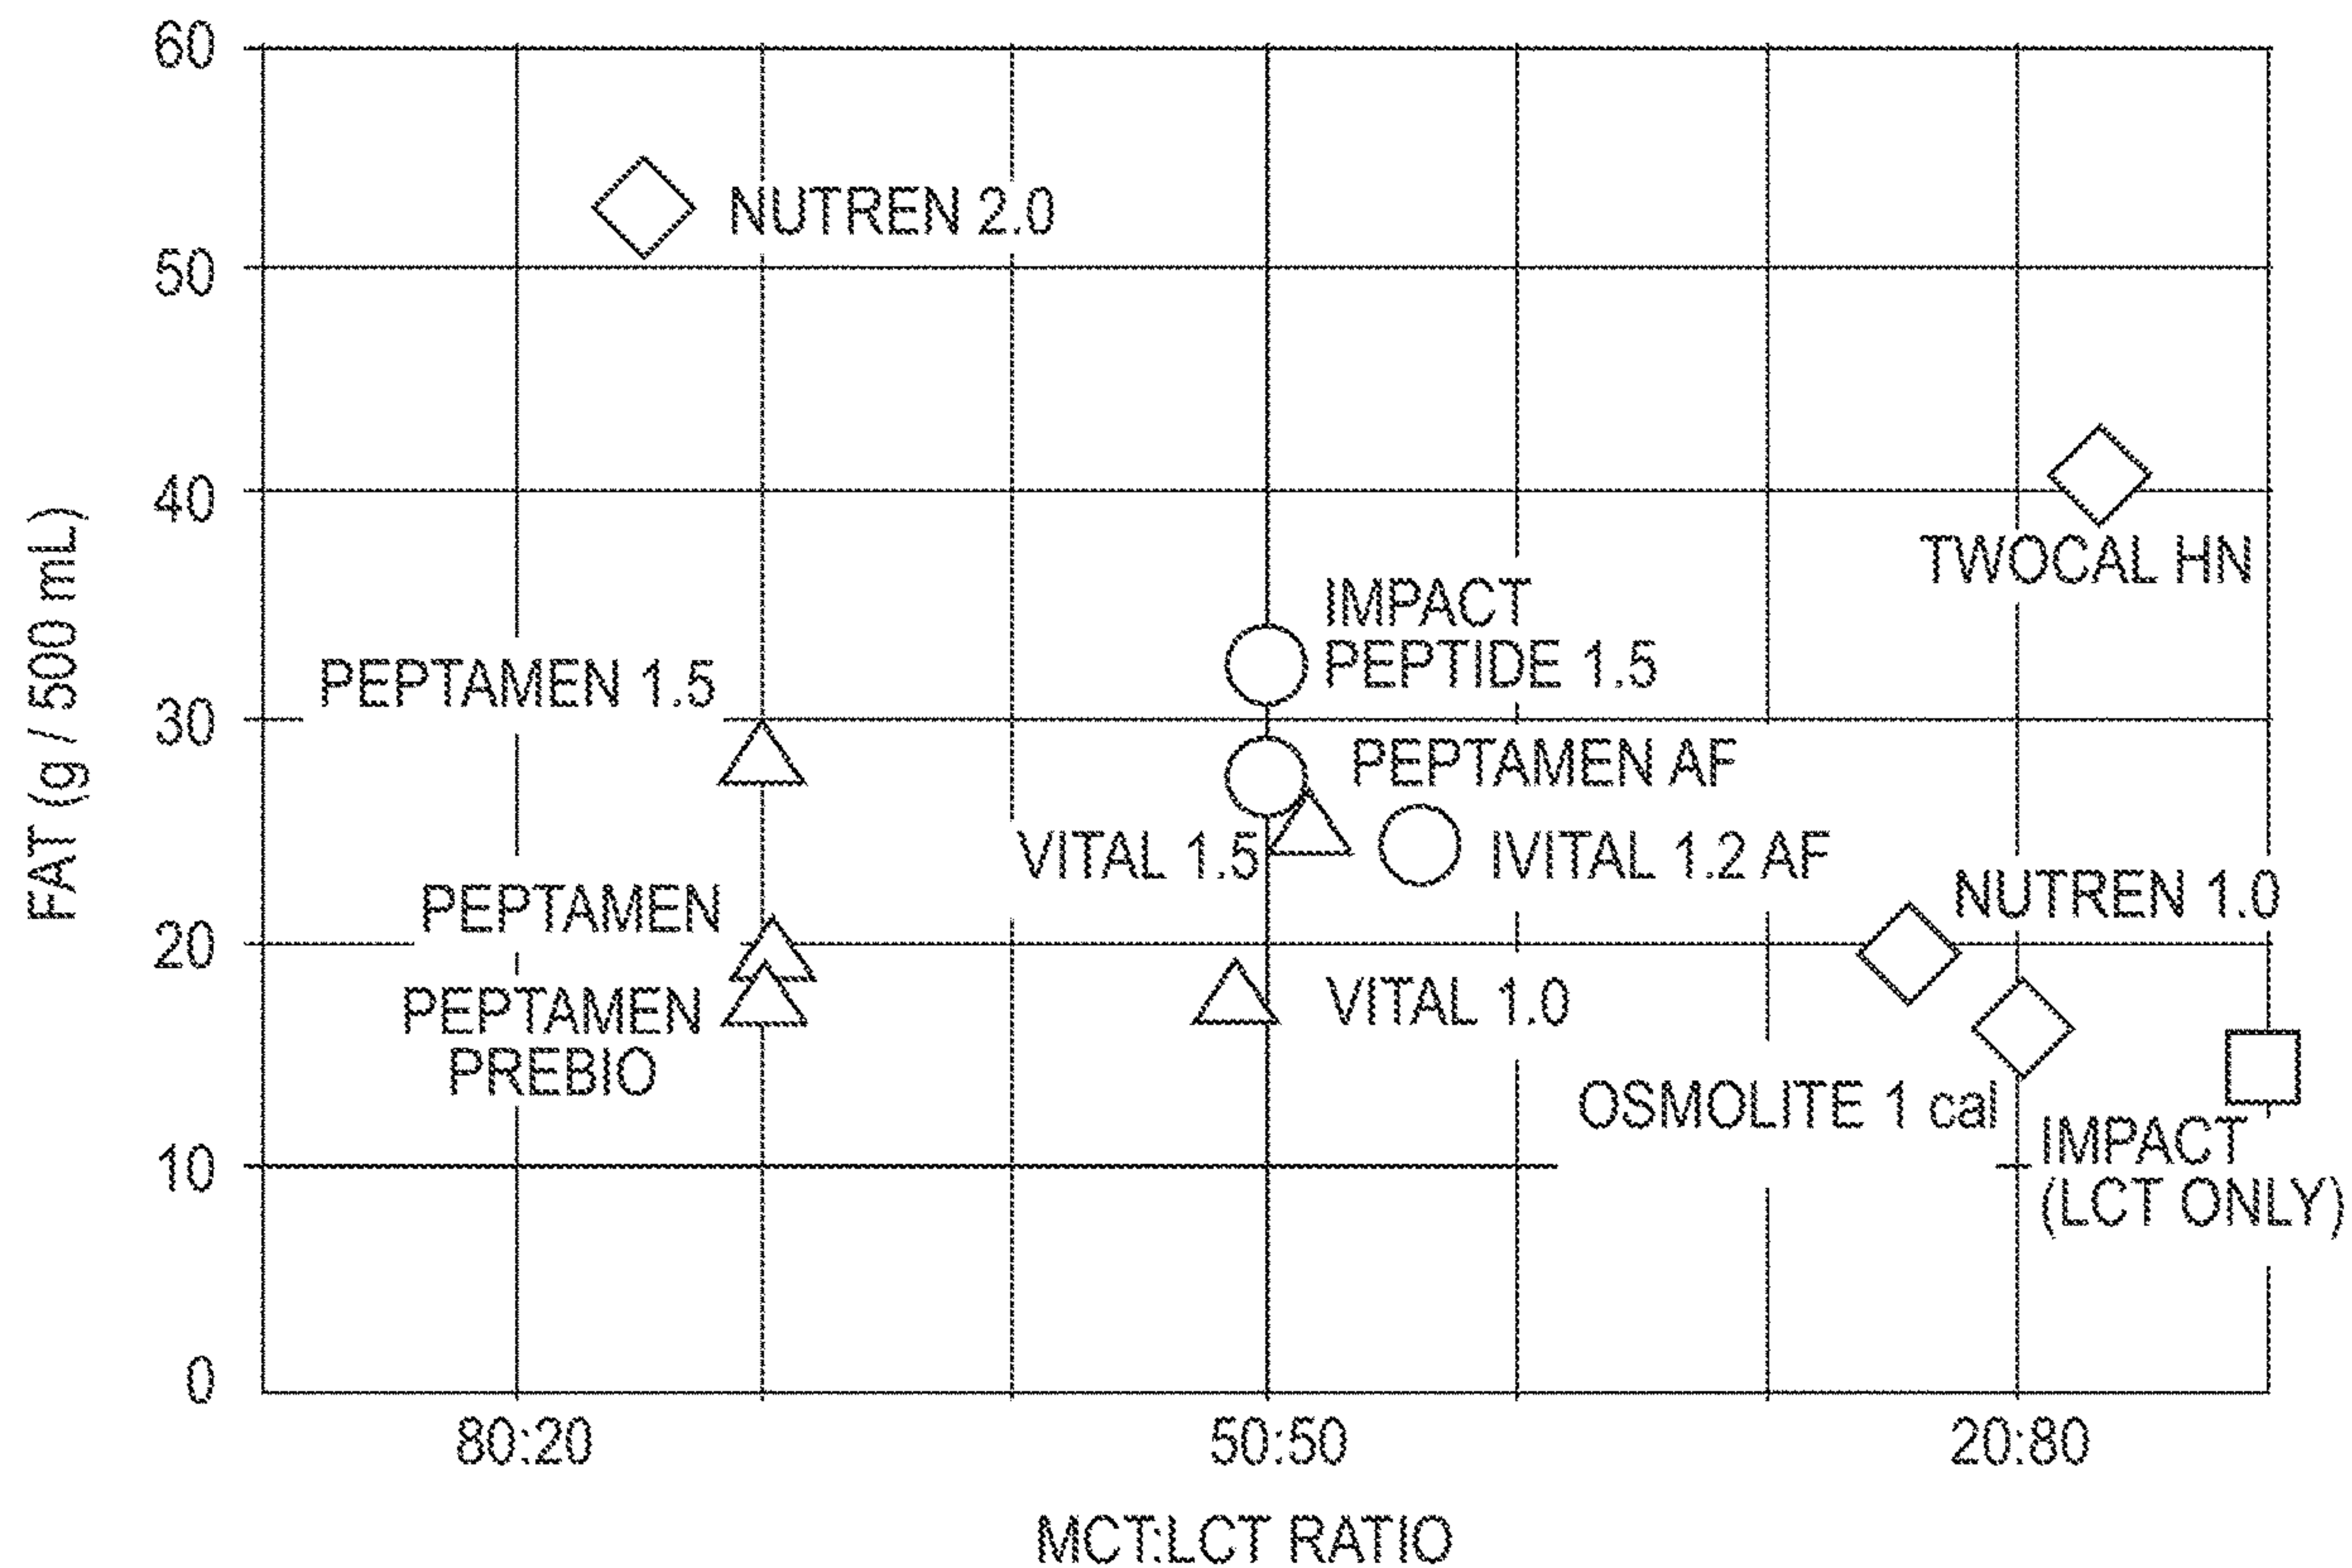 60
50
40
30
20
10
0
FAT (g / 500 mL)
NUTREN 2.0
TWOCAL HN
IMPACT
PEPTIDE 1.5
PEPTAMEN 1.5
PEPTAMEN AF
VITAL 1.5
IVITAL 1.2 AF
PEPTAMEN
NUTREN 1.0
PEPTAMEN
PREBIO
VITAL 1.0
OSMOLITE 1 cal
IMPACT
(LCT ONLY)
80:20
50:50
20:80
MCT:LCT RATIO